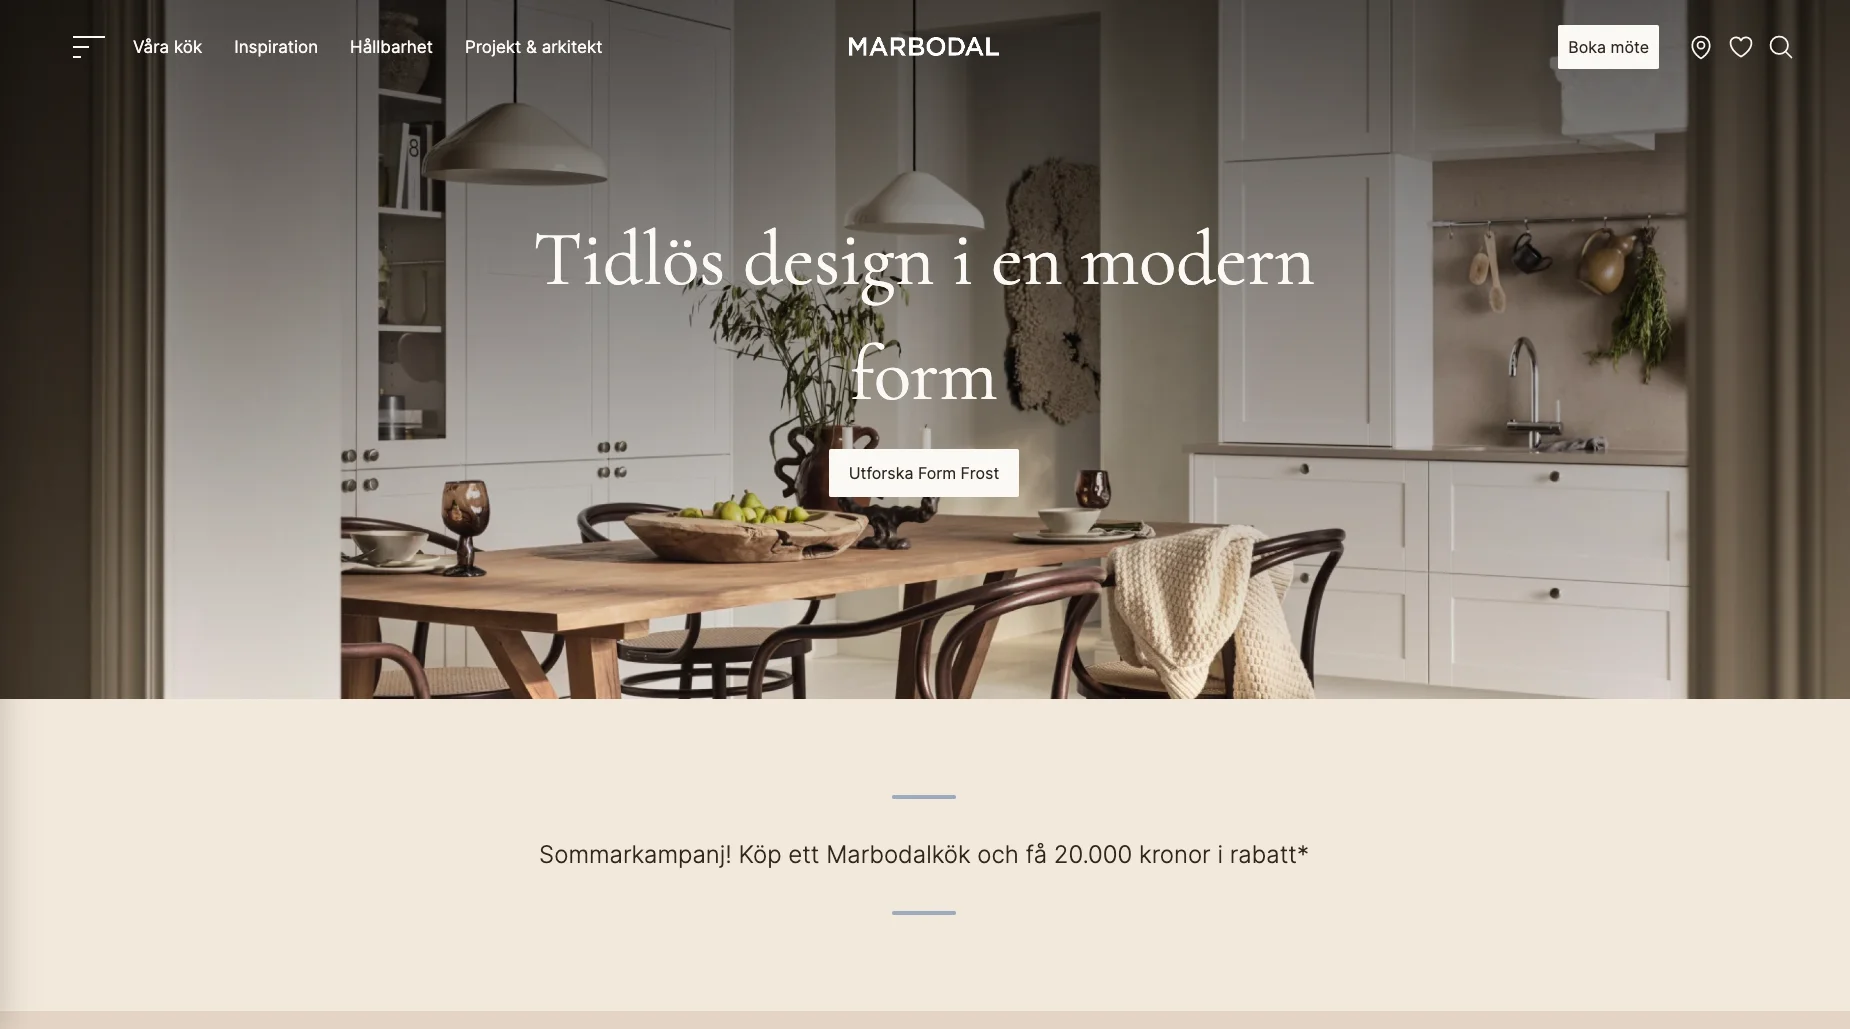 Våra kök
Inspiration
Hållbarhet
Projekt & arkitekt
MARBODAL
Boka möte
8
Tidlös design i en modern
form
Utforska Form Frost
Sommarkampanj! Köp ett Marbodalkök och få 20.000 kronor i rabatt*